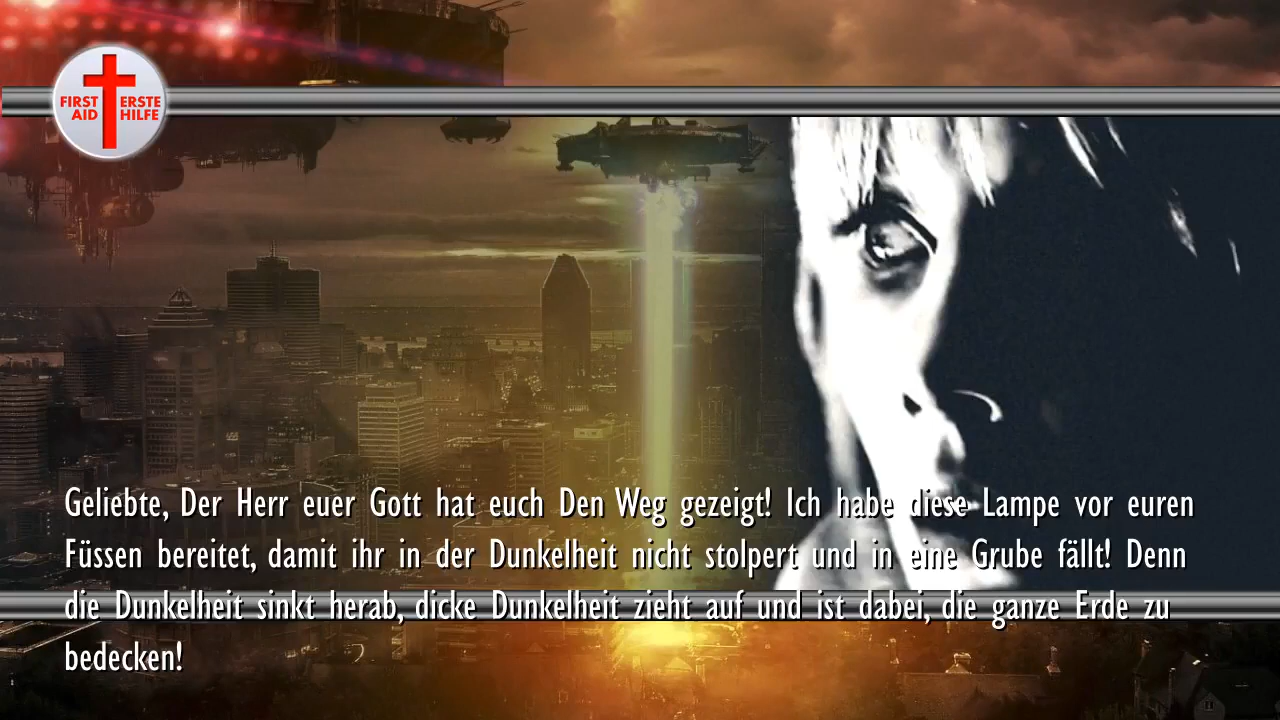 FIRST ERSTE
AID HILFE
Geliebte, Der Herr euer Gott hat euch Den Weg gezeigt! Ich habe diese Lampe vor euren
Füssen bereitet, damit ihr in der Dunkelheit nicht stolpert und in eine Grube fällt! Denn
die Dunkelheit sinkt herab, dicke Dunkelheit zieht auf und ist dabei, die ganze Erde zu
bedecken!